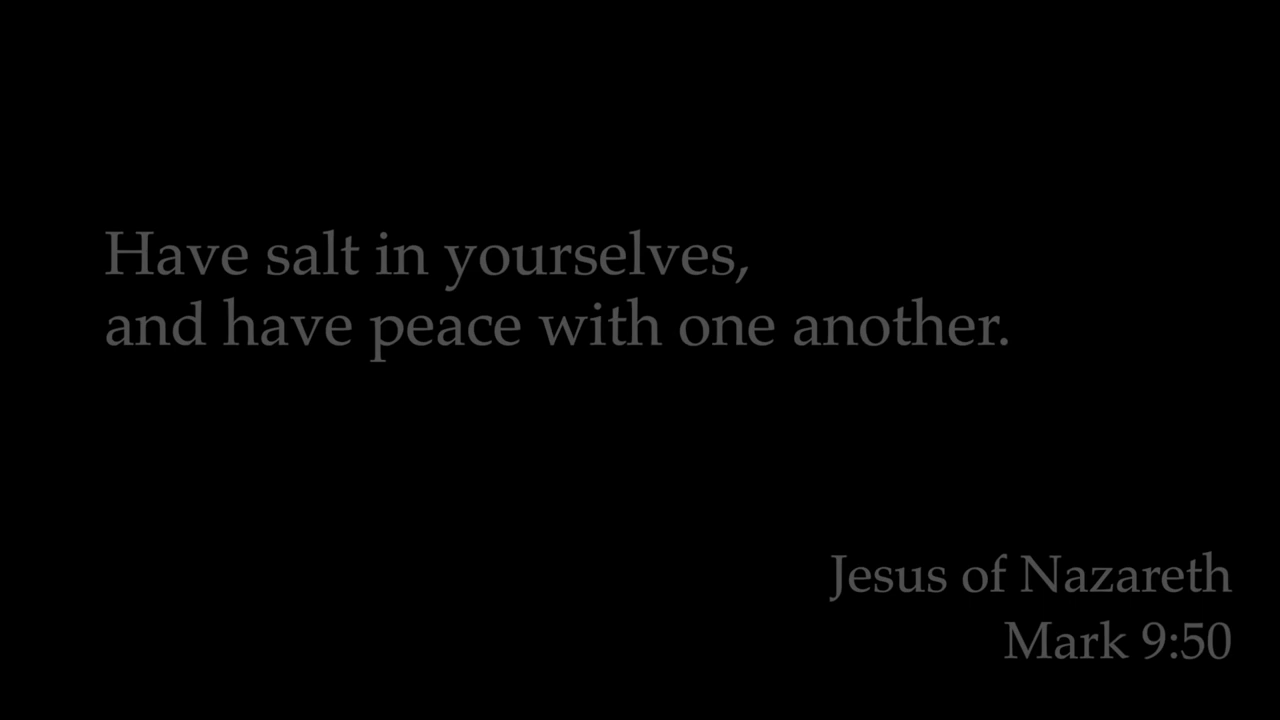 Have salt in yourselves,
and have peace with one another.
Jesus of Nazareth
Mark 9:50